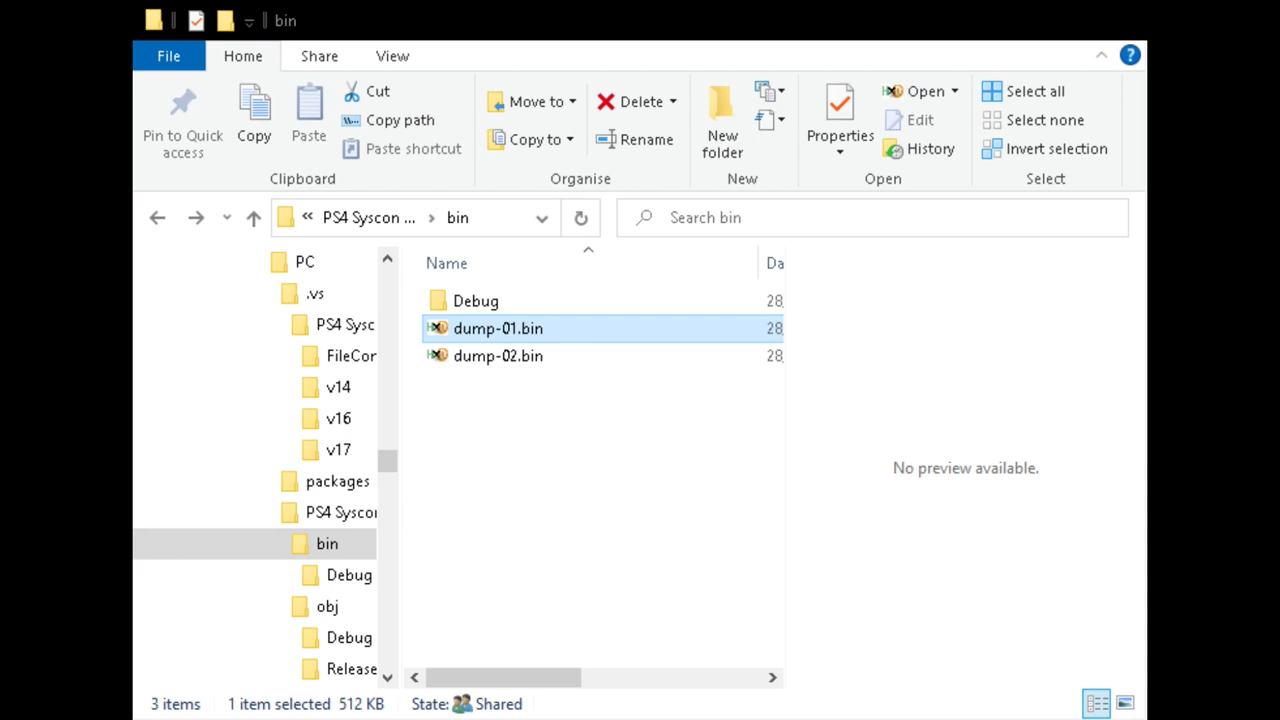 bin
File Home Share View
Pin to Quick access
Copy
Paste
Cut
Copy path
Paste shortcut
Clipboard
Move to
Copy to
Delete
Rename
Organise
New folder
New
Properties
Open
Edit
History
Open
Select all
Select none
Invert selection
Select
« PS4 Syscon ... › bin
Search bin
PC
.vs
PS4 Sysc
FileCor
v14
v16
v17
packages
PS4 Syscor
bin
Debug
obj
Debug
Release
Name Da
Debug 28,
dump-01.bin 28,
dump-02.bin 28,
No preview available.
3 items 1 item selected 512 KB State: Shared